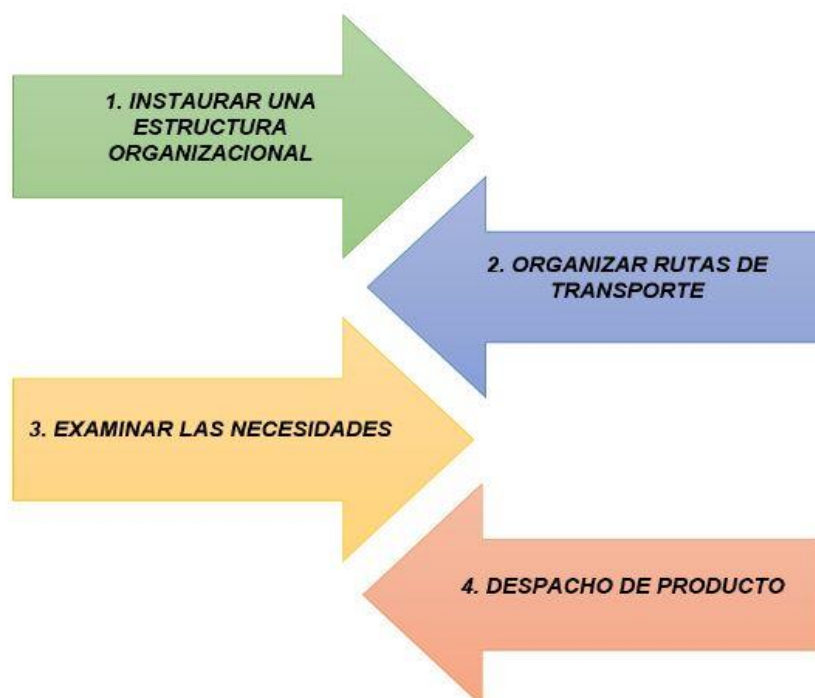 1. INSTAURAR UNA
ESTRUCTURA
ORGANIZACIONAL
2. ORGANIZAR RUTAS DE
TRANSPORTE
3. EXAMINAR LAS NECESIDADES
4. DESPACHO DE PRODUCTO